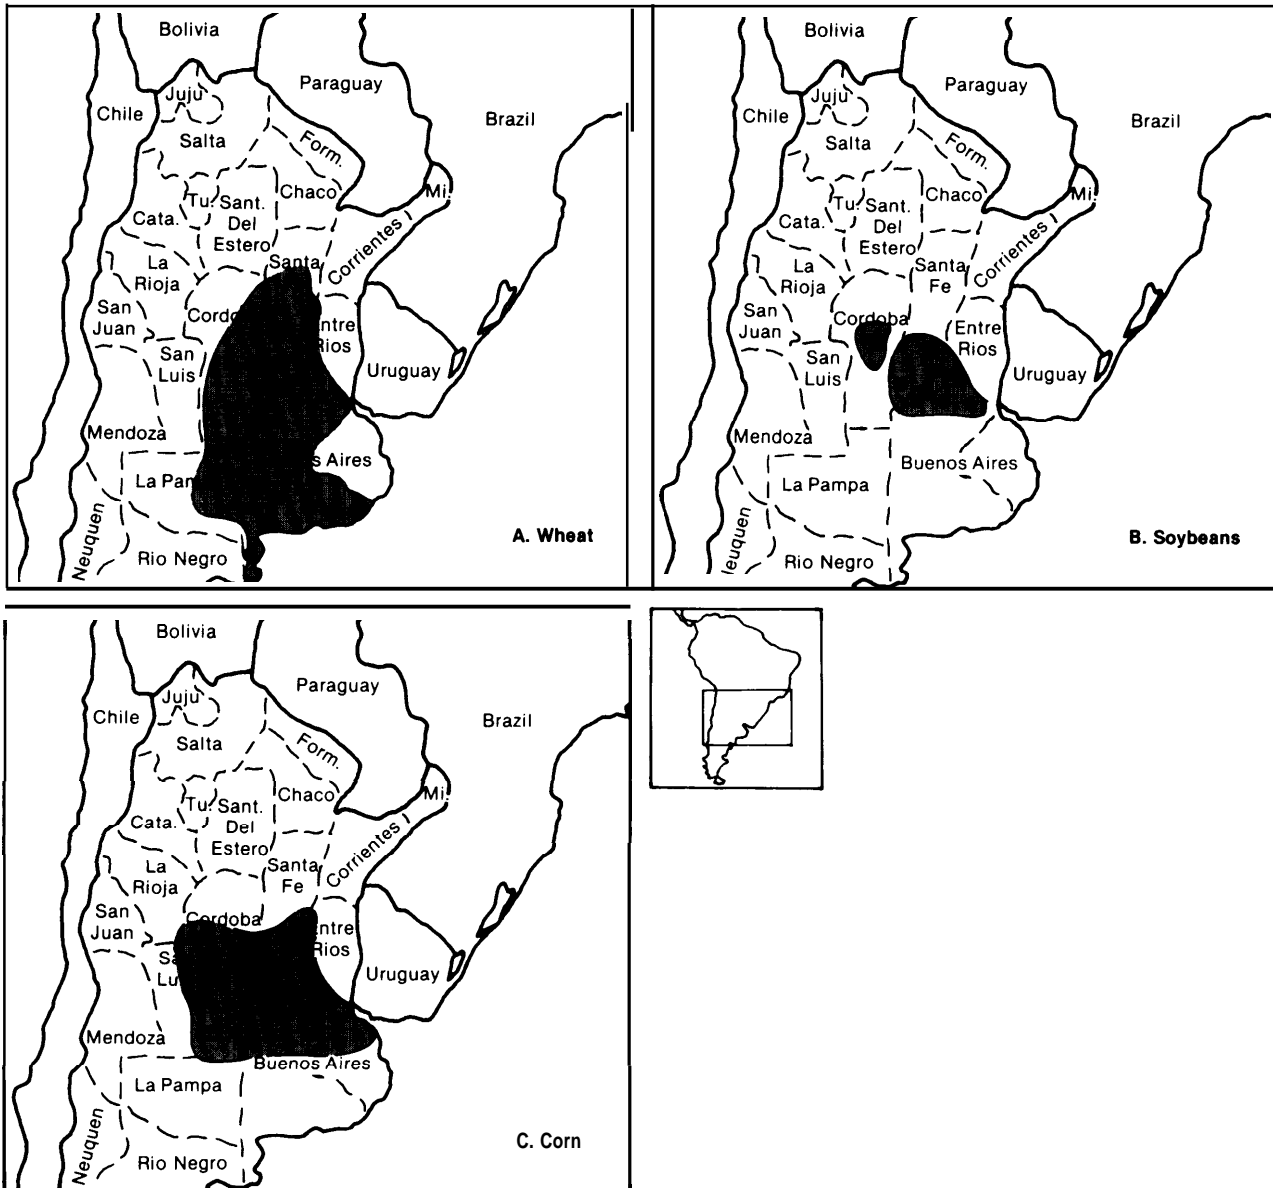 Bolivia
Paraguay
Juju
Chile
Brazil
Salta
Form.
Chaco
Mi.
Tu.
Sant.
Del
Estero
Cata.
Corrientes
La
Rioja
Santa
San
Juan
Cordo
ntre
Rios
San
Luis
Uruguay
Mendoza
s Aires
La Pam
Neuquen
Rio Negro
A. Wheat
Bolivia
Paraguay
Juju
Chile
Brazil
Salta
Form.
Chaco
Mi.
Tu.
Sant.
Del
Estero
Cata.
Corrientes
La
Rioja
Santa
Fe
San
Juan
Cordoba
Entre
Rios
San
Luis
Uruguay
Mendoza
Buenos Aires
La Pampa
leuquen
Rio Negro
B. Soybeans
Bolivia
Paraguay
Juju
Chile
Brazil
Salta
Form.
Chaco
Mi.
Tu.
Sant.
Del
Estero
Cata.
Corrientes
La
Rioja
Santa
Fe
San
Juan
Cordoba
ntre
Rios
Sa
Lu
Uruguay
Mendoza
Buenos Aires
La Pampa
Neuquen
Rio Negro
C. Corn